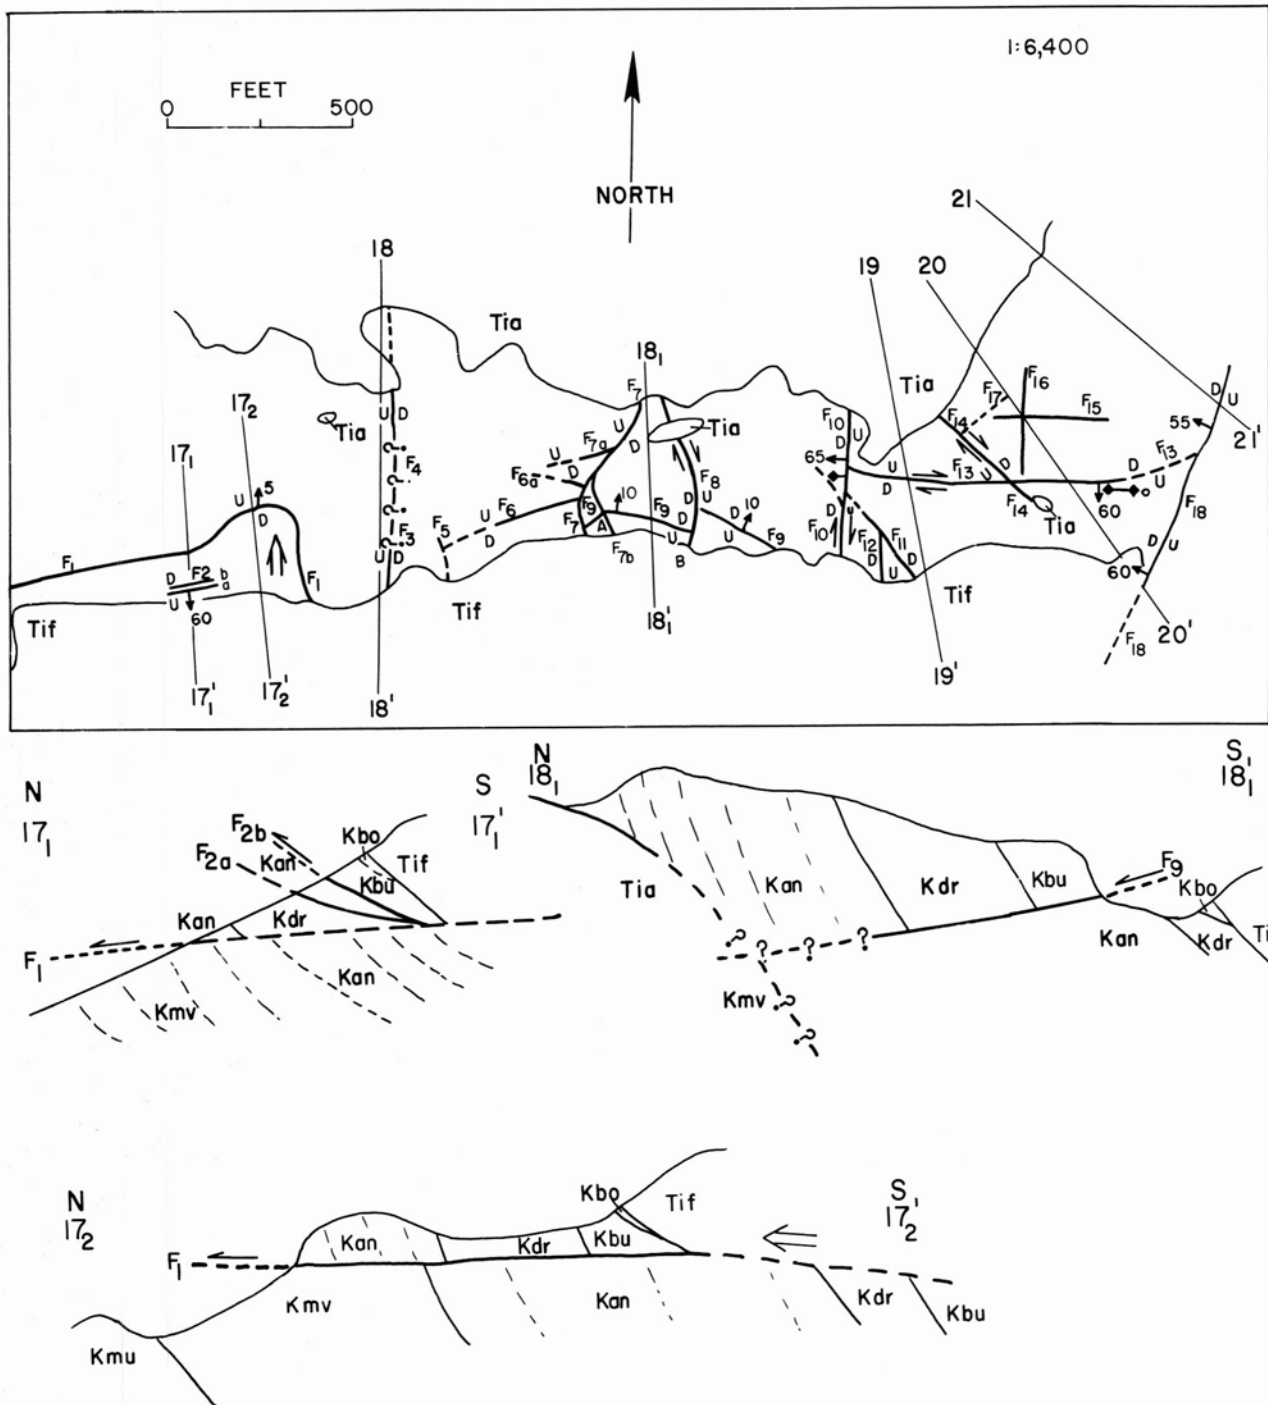 1:6,400
FEET
0 500
NORTH
21
18
19
20
Tia
18₁
17₂
17₁
F₇
Tia
F₁₆
F₁₇
F₁₅
D U
U D
Tia
F₇ₐ
U
D
Tia
F₁₀
D U
F₁₄
U D
55
21'
5
U
D
?
F₄
?
F₆ₐ
F₈
65
U
D
F₁₃
D
U
F₁₃
F₁
F₅
U
D
F₆
F₉
10
F₉
D
U
10
D
U
F₉
60
F₁₄
Tia
F₁₈
D F2 b
a
U
60
F₁
? F₃
U D
F₇
A
F₇b
U
D
B
F₁₀
D U
F₁₂
U D
F₁₁
D U
60
Tif
Tif
Tif
F₁₈
20'
17₁'
17₂'
18'
18₁'
19'
N
17₁
S
17₁'
N
18₁
S
18₁'
F2b
Kbo
F2a
Kan
Tif
Kbu
Kan
Kdr
F₁
Kan
Kmv
Tia
Kan
Kdr
Kbu
F9
Kbo
Kan
Kdr
Ti
? ? ? ?
Kmv
?
?
N
17₂
S
17₂'
Kbo
Tif
Kan
Kdr
Kbu
F₁
Kmv
Kan
Kdr
Kbu
Kmu